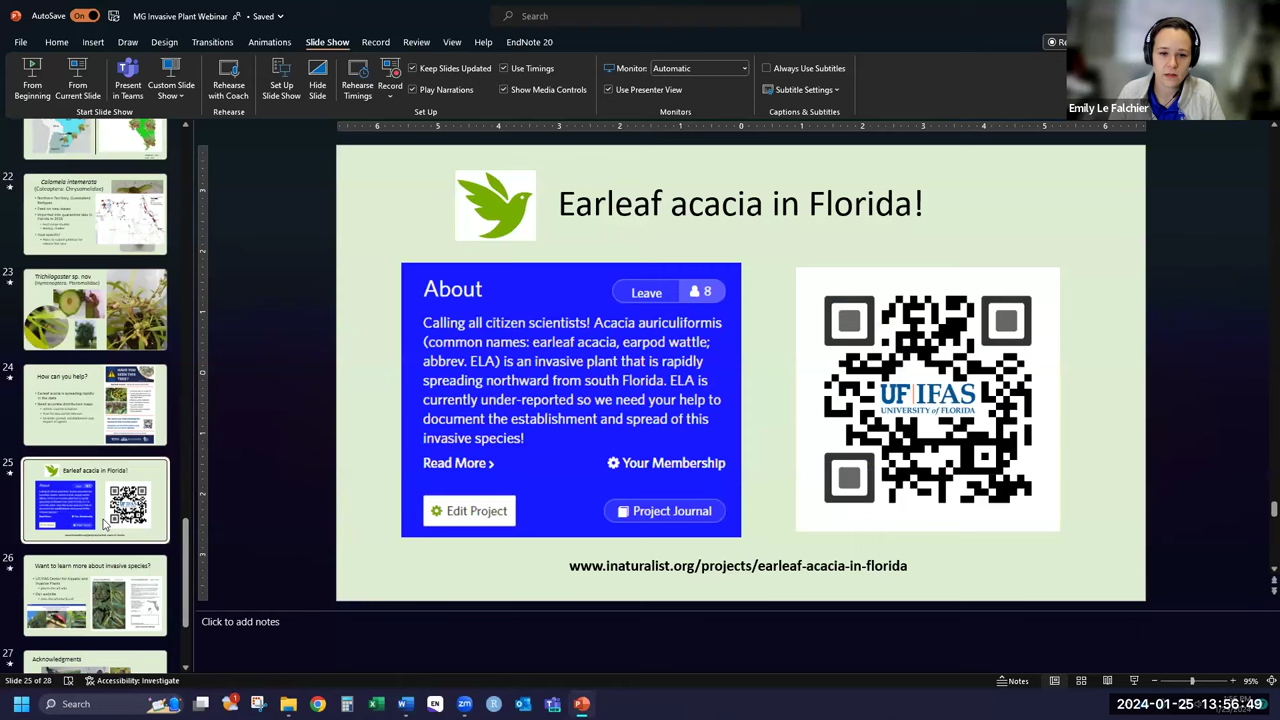 AutoSave
On
MG Invasive Plant Webinar
• Saved
Search
File
Home
Insert
Draw
Design
Transitions
Animations
Slide Show
Record
Review
View
Help
EndNote 20
From Beginning
From Current Slide
Present in Teams
Custom Slide Show
Start Slide Show
Rehearse with Coach
Rehearse
Set Up Slide Show
Hide Slide
Rehearse Timings
Record
Keep Slides
Play Narrations
Use Timings
Show Media Controls
Set Up
Monitor:
Automatic
Use Presenter View
Monitors
Always Use Subtitles
Subtitle Settings
Captions & Subtitles
Emily Le Falchier
22
Calomela intemerata
(Coleoptera: Chrysomelidae)
23
Trichilogaster sp. nov
(Hymenoptera: Pteromalidae)
24
How can you help?
25
Earleaf acacia in Florida!
26
Want to learn more about invasive species?
27
Acknowledgments
Earleaf acacia in Florida!
About
Leave
8
Calling all citizen scientists! Acacia auriculiformis
(common names: earleaf acacia, earpod wattle;
abbrev. ELA) is an invasive plant that is rapidly
spreading northward from south Florida. ELA is
currently under-reported so we need your help to
document the establishment and spread of this
invasive species!
Read More >
Your Membership
Edit Project
Project Journal
UF|IFAS
UNIVERSITY of FLORIDA
www.inaturalist.org/projects/earleaf-acacia-in-florida
Click to add notes
Slide 25 of 28
Accessibility: Investigate
Notes
95%
Search
2024-01-25 13:56:49